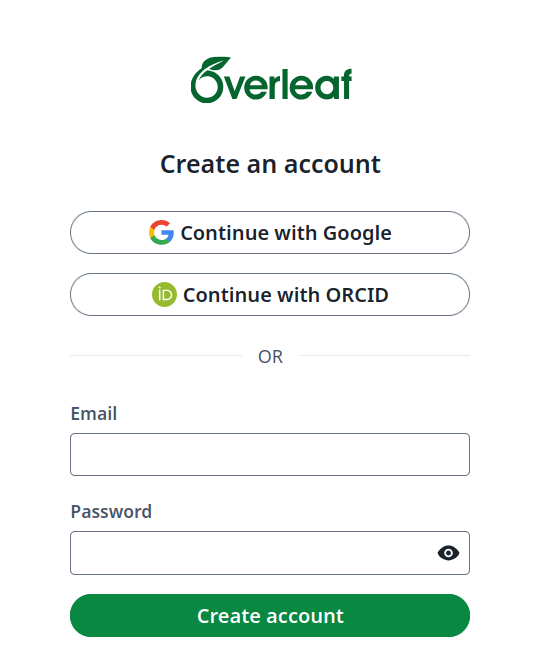 Overleaf
Create an account
Continue with Google
iD Continue with ORCID
OR
Email
Password
Create account